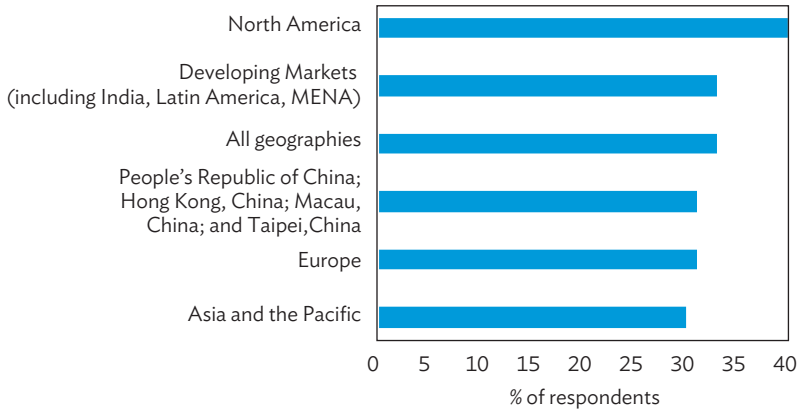 North America
Developing Markets
(including India, Latin America, MENA)
All geographies
People’s Republic of China;
Hong Kong, China; Macau,
China; and Taipei,China
Europe
Asia and the Pacific
0 5 10 15 20 25 30 35 40
% of respondents